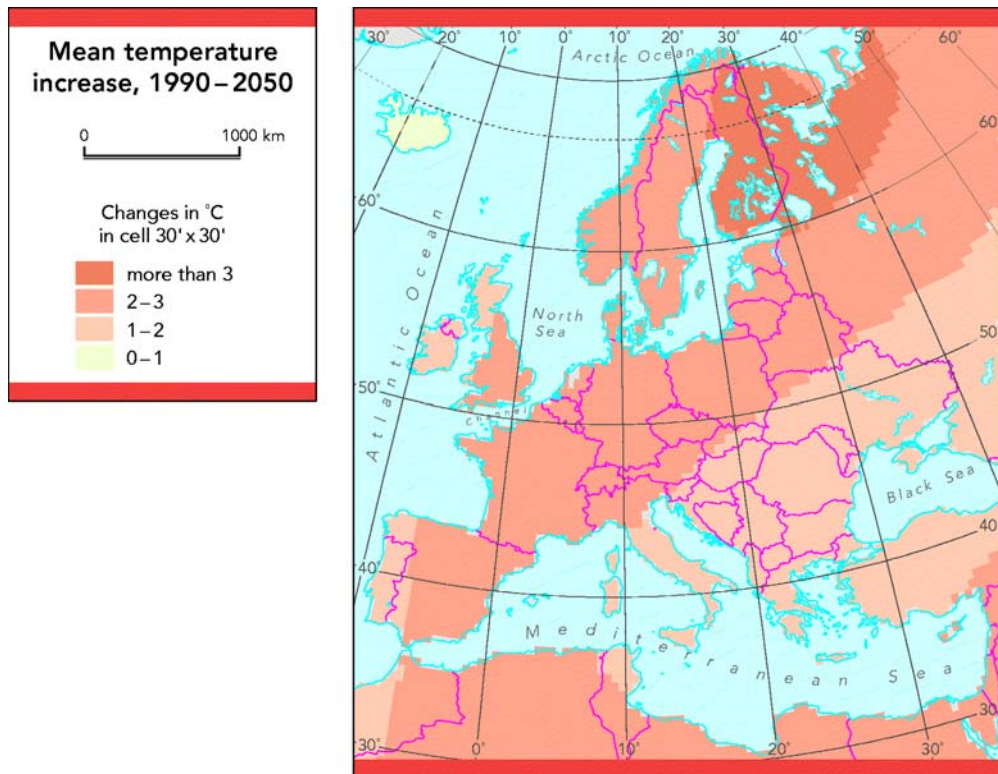 Mean temperature
increase, 1990–2050
0 1000 km
Changes in °C
in cell 30' x 30'
more than 3
2–3
1–2
0–1
30° 20° 10° 0° 10° 20° 30° 40° 60°
Arctic Ocean
60°
60°
Atlantic Ocean
North
Sea
50°
50°
Channel
Black Sea
40°
40°
Mediterranean Sea
30°
30° 0° 10° 20° 30°